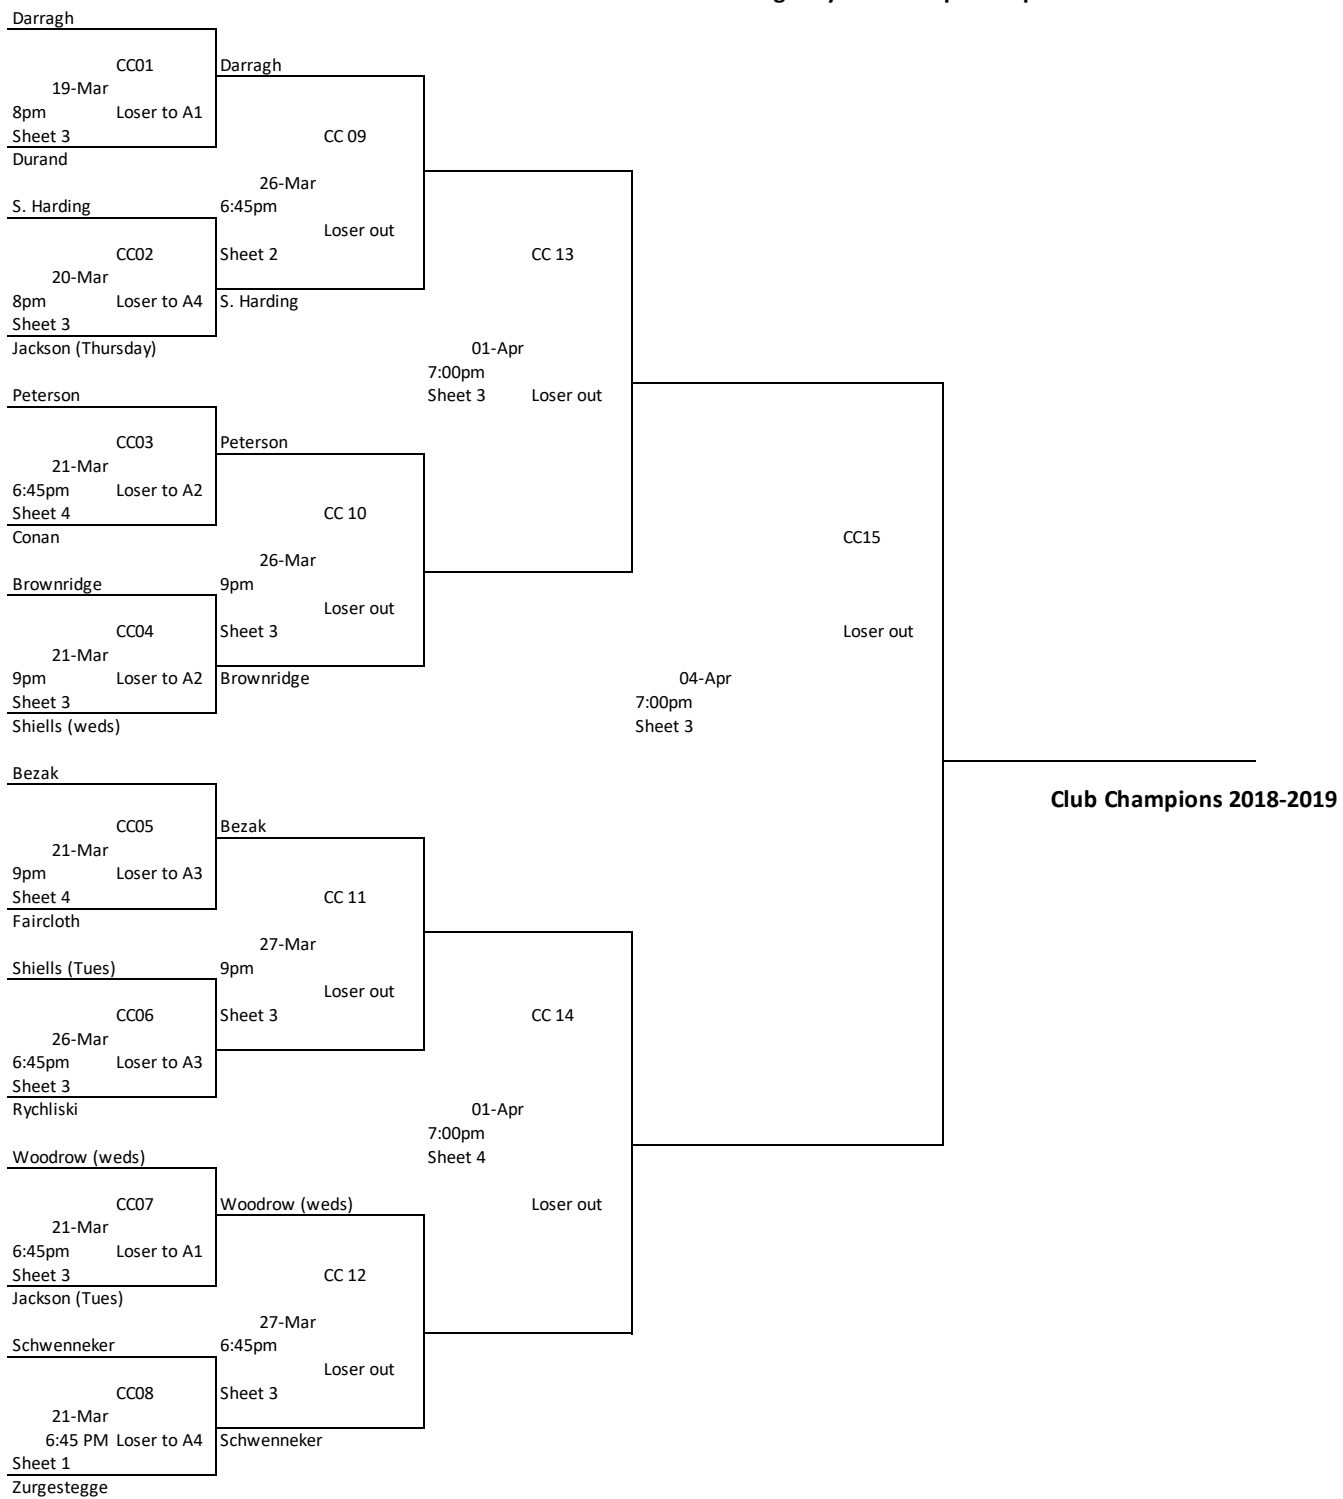 Darragh
CC01 Darragh
19-Mar
8pm Loser to A1
Sheet 3 CC 09
Durand
26-Mar
S. Harding 6:45pm
Loser out
CC02 Sheet 2 CC 13
20-Mar
8pm Loser to A4 S. Harding
Sheet 3
Jackson (Thursday) 01-Apr
7:00pm
Peterson Sheet 3 Loser out
CC03 Peterson
21-Mar
6:45pm Loser to A2
Sheet 4 CC 10
Conan CC15
26-Mar
Brownridge 9pm
Loser out
CC04 Sheet 3 Loser out
21-Mar
9pm Loser to A2 Brownridge 04-Apr
Sheet 3 7:00pm
Shiells (weds) Sheet 3
Bezak
Club Champions 2018-2019
CC05 Bezak
21-Mar
9pm Loser to A3
Sheet 4 CC 11
Faircloth
27-Mar
Shiells (Tues) 9pm
Loser out
CC06 Sheet 3 CC 14
26-Mar
6:45pm Loser to A3
Sheet 3
Rychliski 01-Apr
7:00pm
Woodrow (weds) Sheet 4
CC07 Woodrow (weds) Loser out
21-Mar
6:45pm Loser to A1
Sheet 3 CC 12
Jackson (Tues)
27-Mar
Schwenneker 6:45pm
Loser out
CC08 Sheet 3
21-Mar
6:45 PM Loser to A4 Schwenneker
Sheet 1
Zurgestegge